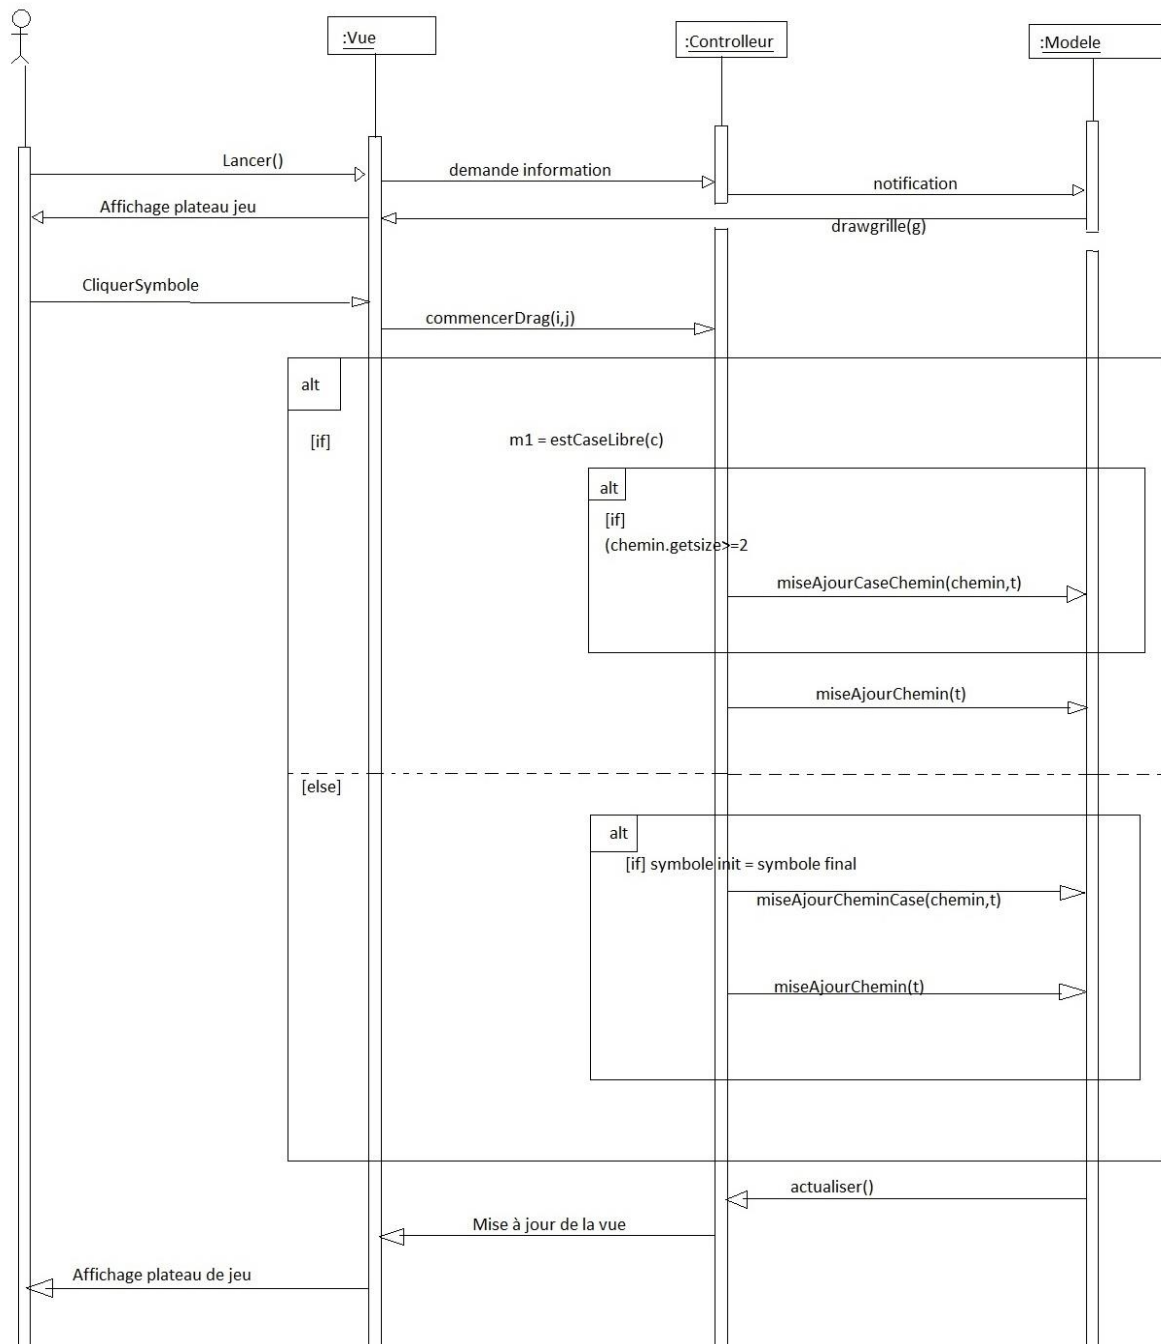 :Vue
:Controlleur
:Modele
Lancer()
demande information
notification
Affichage plateau jeu
drawgrille(g)
CliquerSymbole
commencerDrag(i,j)
alt
[if]
m1 = estCaseLibre(c)
alt
[if]
(chemin.getsize>=2
miseAjourCaseChemin(chemin,t)
miseAjourChemin(t)
[else]
alt
[if] symbole init = symbole final
miseAjourCheminCase(chemin,t)
miseAjourChemin(t)
actualiser()
Mise à jour de la vue
Affichage plateau de jeu